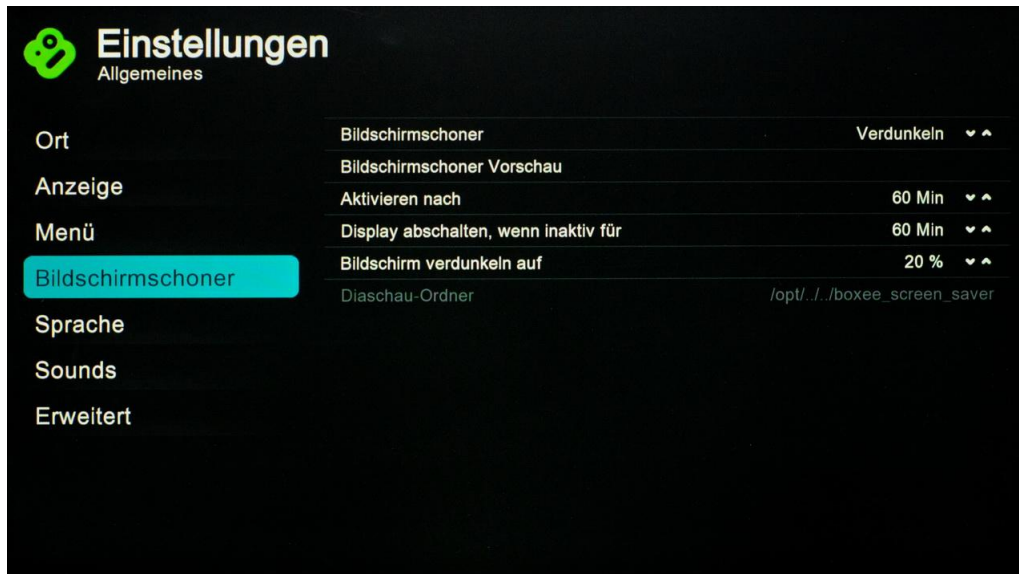 Einstellungen
Allgemeines
Ort
Anzeige
Menü
Bildschirmschoner
Sprache
Sounds
Erweitert
Bildschirmschoner Verdunkeln
Bildschirmschoner Vorschau
Aktivieren nach 60 Min
Display abschalten, wenn inaktiv für 60 Min
Bildschirm verdunkeln auf 20 %
Diaschau-Ordner /opt/../../boxee_screen_saver